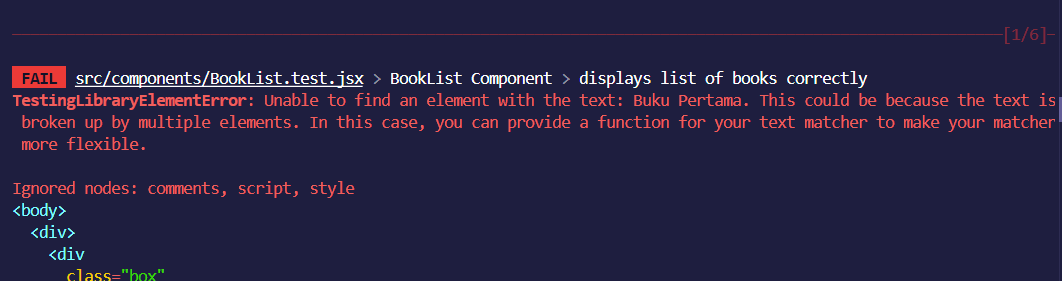 [1/6]
FAIL src/components/BookList.test.jsx > BookList Component > displays list of books correctly
TestingLibraryElementError: Unable to find an element with the text: Buku Pertama. This could be because the text is
broken up by multiple elements. In this case, you can provide a function for your text matcher to make your matcher
more flexible.
Ignored nodes: comments, script, style
<body>
<div>
<div
class="box"